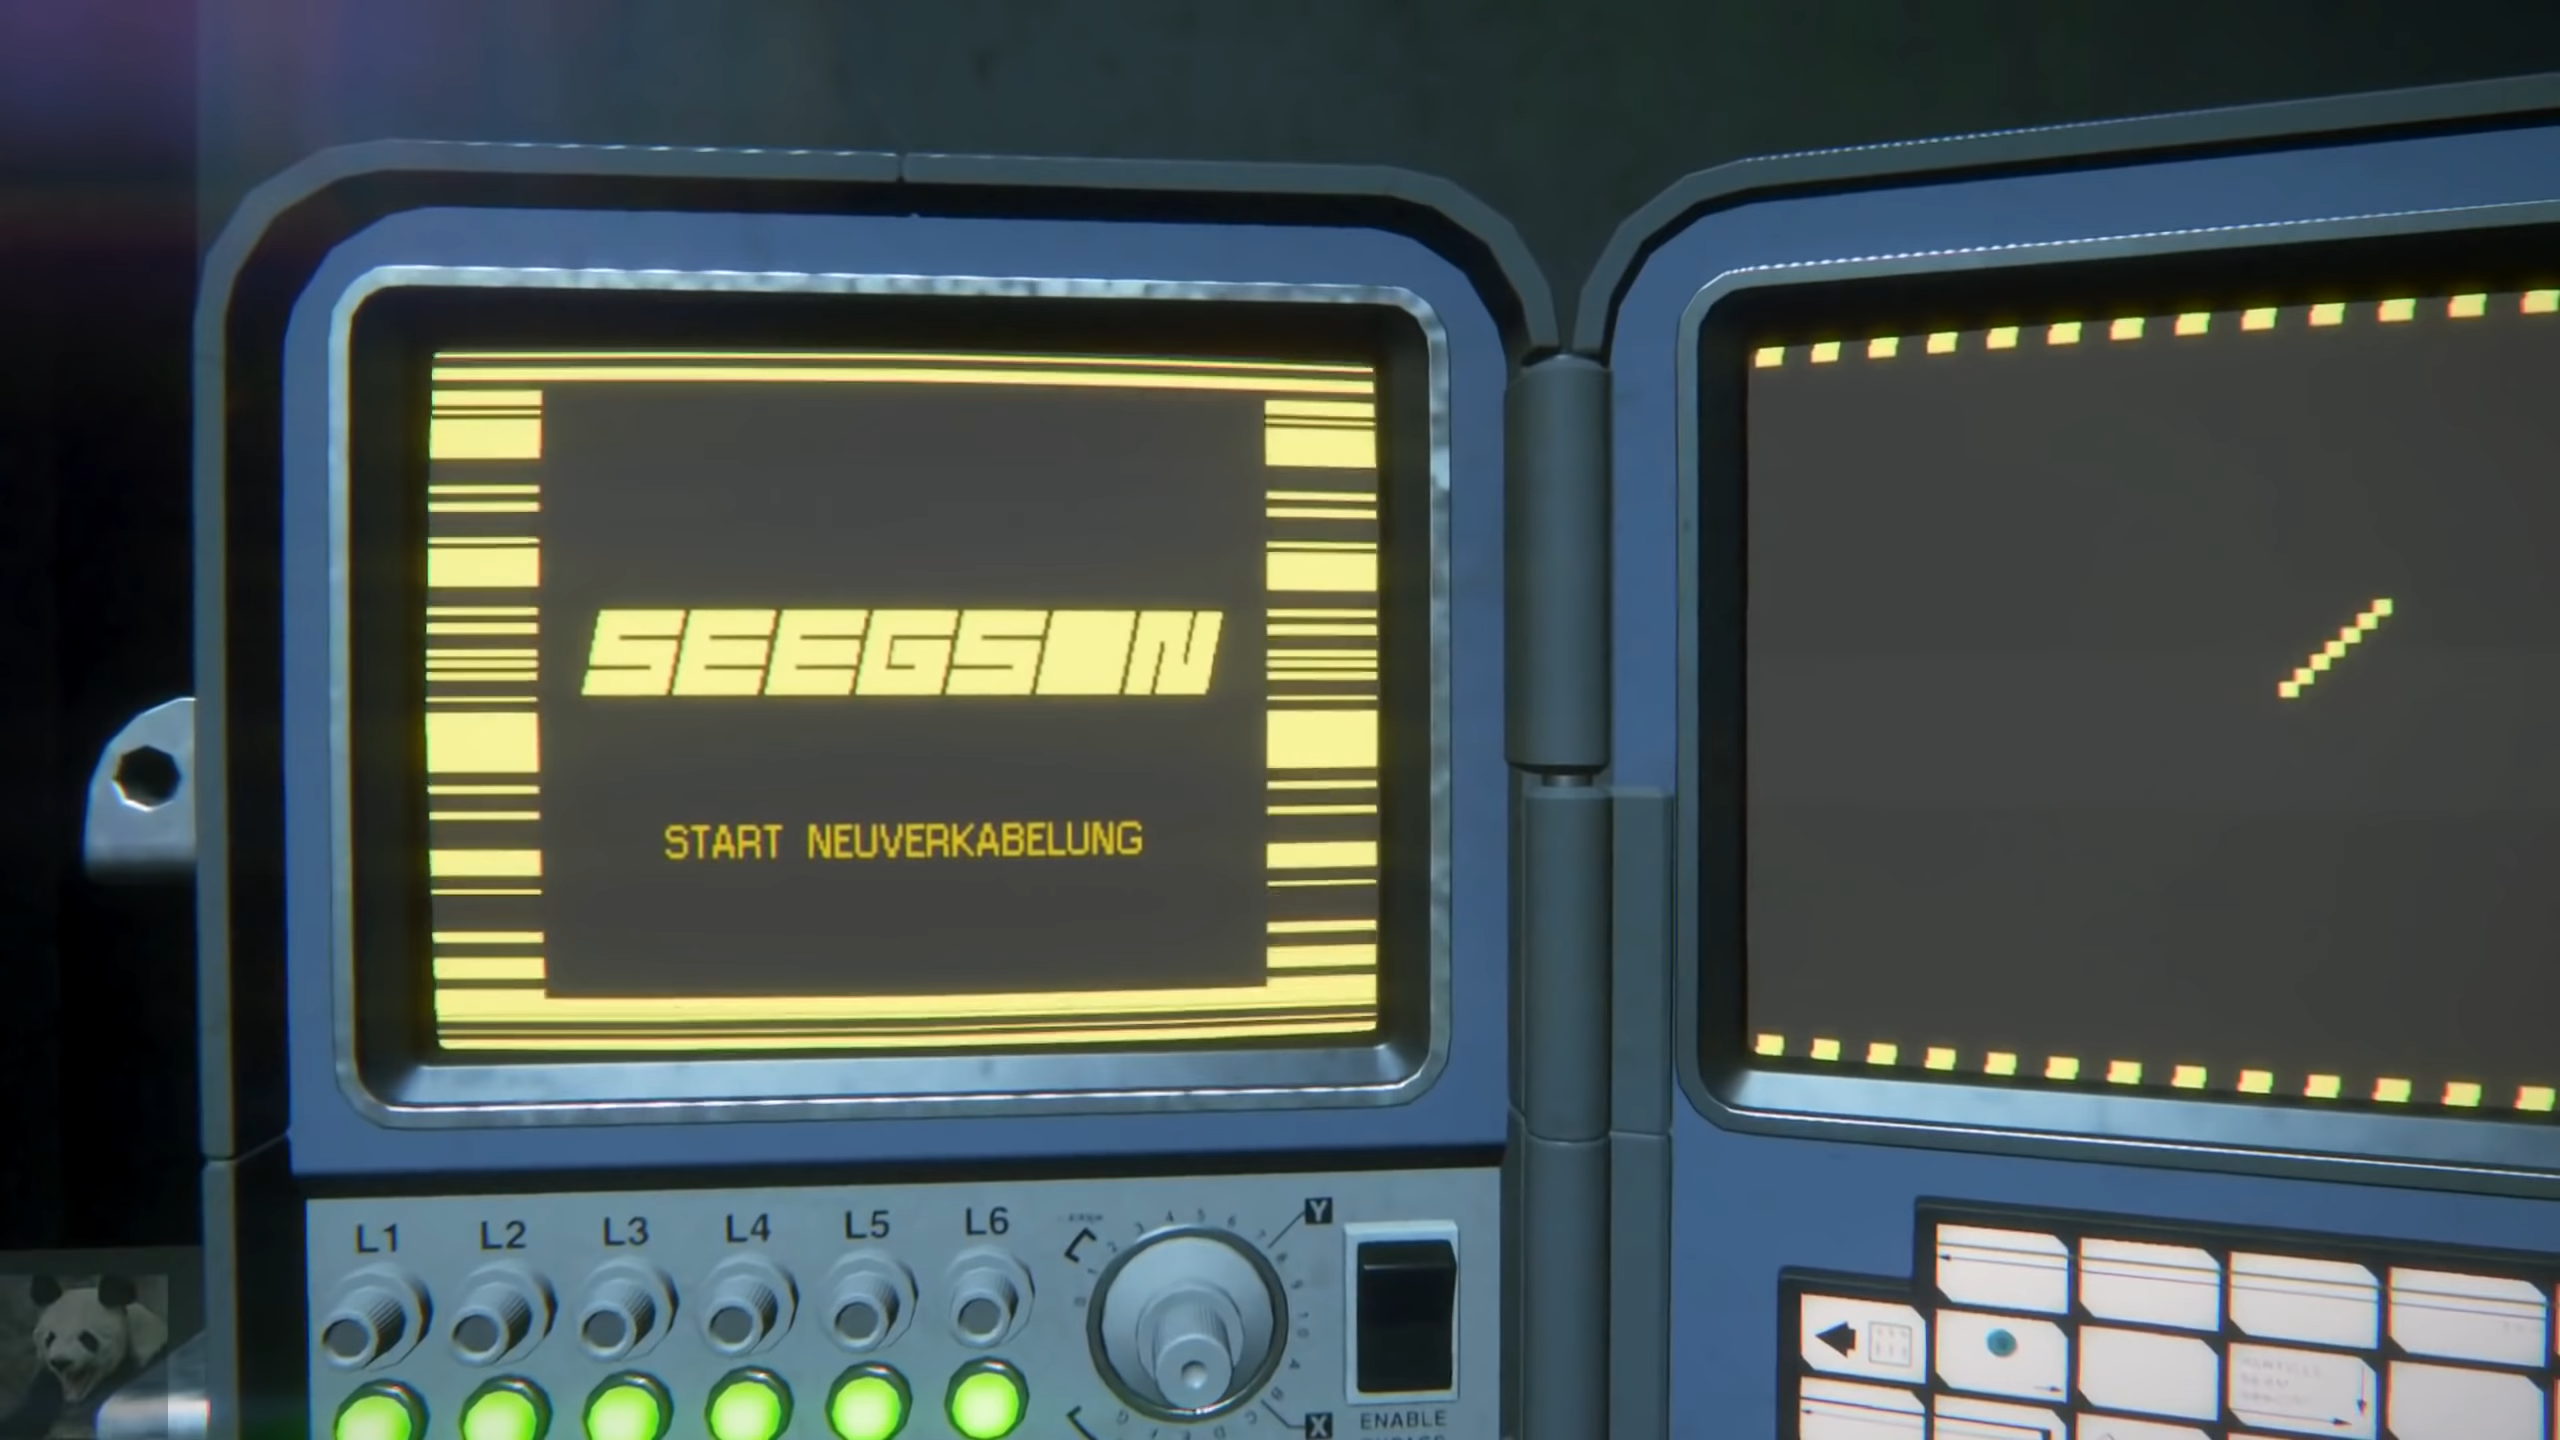 SEEGSON
START NEUVERKABELUNG
L1 L2 L3 L4 L5 L6
Y
X
ENABLE